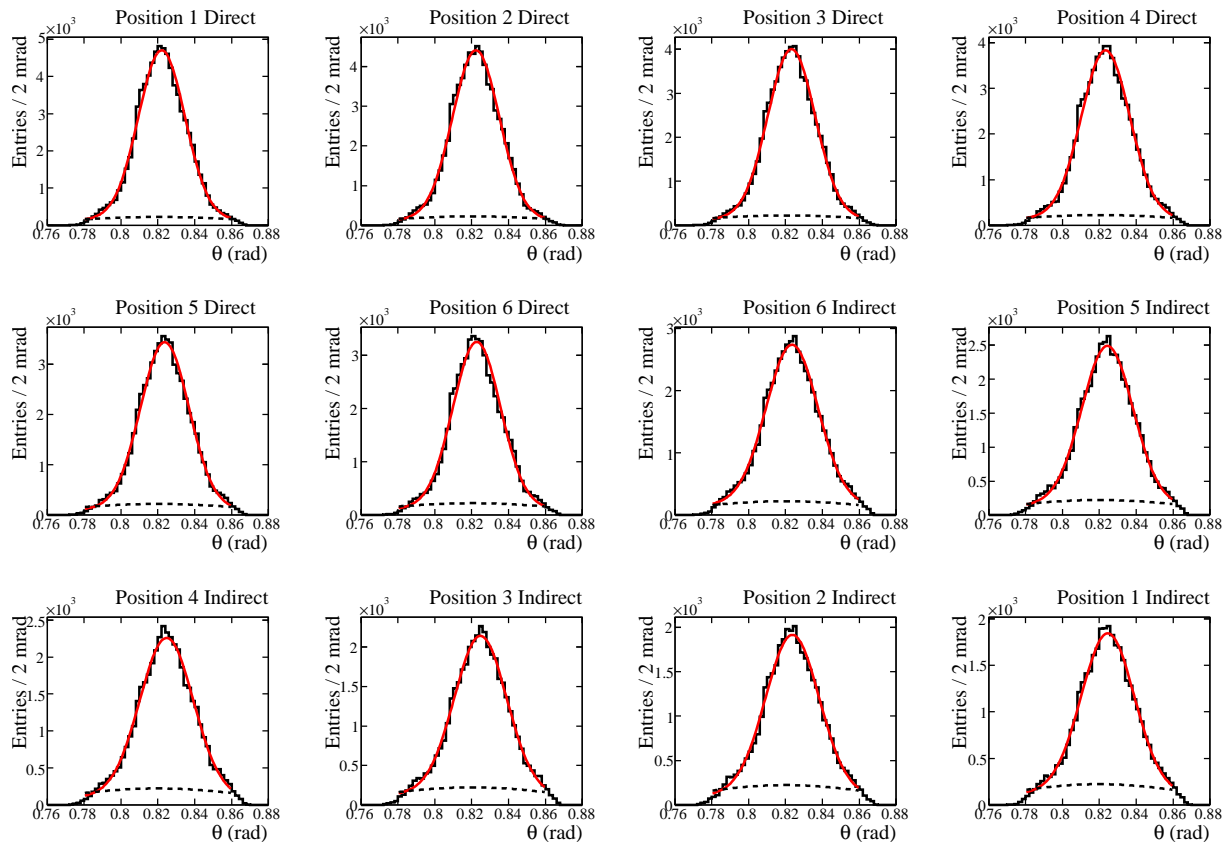 Position 1 Direct
×10³
Entries / 2 mrad
5
4
3
2
1
0
0.76 0.78 0.8 0.82 0.84 0.86 0.88
θ (rad)
Position 2 Direct
×10³
Entries / 2 mrad
4
3
2
1
0
0.76 0.78 0.8 0.82 0.84 0.86 0.88
θ (rad)
Position 3 Direct
×10³
Entries / 2 mrad
4
3
2
1
0
0.76 0.78 0.8 0.82 0.84 0.86 0.88
θ (rad)
Position 4 Direct
×10³
Entries / 2 mrad
4
3
2
1
0
0.76 0.78 0.8 0.82 0.84 0.86 0.88
θ (rad)
Position 5 Direct
×10³
Entries / 2 mrad
3
2
1
0
0.76 0.78 0.8 0.82 0.84 0.86 0.88
θ (rad)
Position 6 Direct
×10³
Entries / 2 mrad
3
2
1
0
0.76 0.78 0.8 0.82 0.84 0.86 0.88
θ (rad)
Position 6 Indirect
×10³
Entries / 2 mrad
3
2
1
0
0.76 0.78 0.8 0.82 0.84 0.86 0.88
θ (rad)
Position 5 Indirect
×10³
Entries / 2 mrad
2.5
2
1.5
1
0.5
0
0.76 0.78 0.8 0.82 0.84 0.86 0.88
θ (rad)
Position 4 Indirect
×10³
Entries / 2 mrad
2.5
2
1.5
1
0.5
0
0.76 0.78 0.8 0.82 0.84 0.86 0.88
θ (rad)
Position 3 Indirect
×10³
Entries / 2 mrad
2
1.5
1
0.5
0
0.76 0.78 0.8 0.82 0.84 0.86 0.88
θ (rad)
Position 2 Indirect
×10³
Entries / 2 mrad
2
1.5
1
0.5
0
0.76 0.78 0.8 0.82 0.84 0.86 0.88
θ (rad)
Position 1 Indirect
×10³
Entries / 2 mrad
2
1.5
1
0.5
0
0.76 0.78 0.8 0.82 0.84 0.86 0.88
θ (rad)